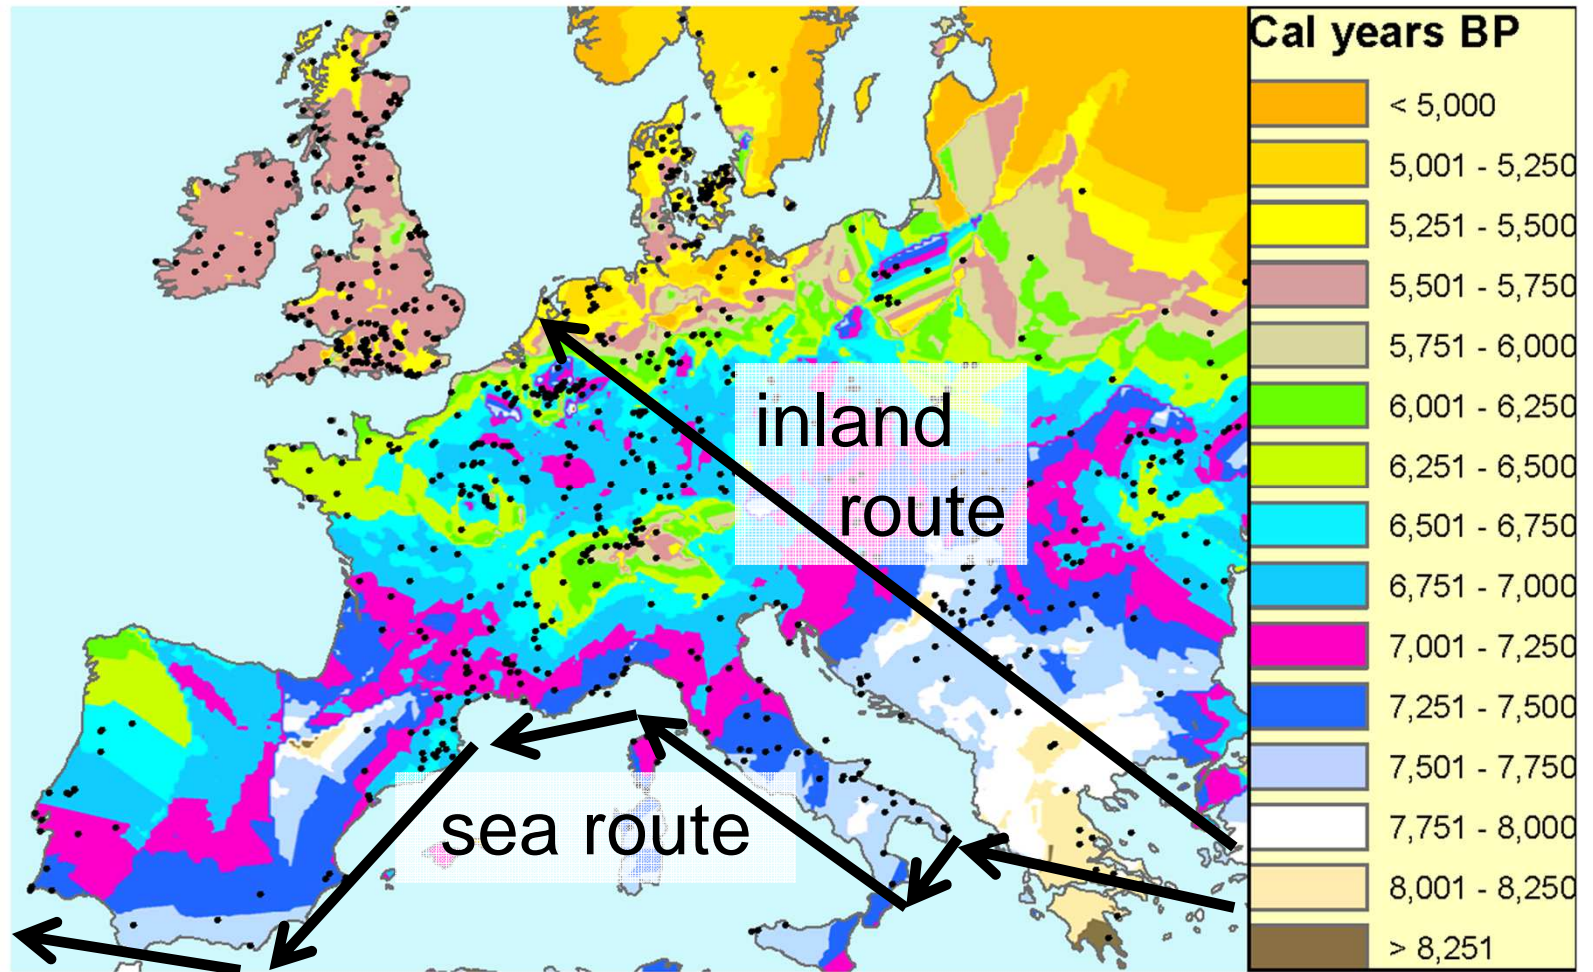 Cal years BP
< 5,000
5,001 - 5,250
5,251 - 5,500
5,501 - 5,750
5,751 - 6,000
6,001 - 6,250
6,251 - 6,500
6,501 - 6,750
6,751 - 7,000
7,001 - 7,250
7,251 - 7,500
7,501 - 7,750
7,751 - 8,000
8,001 - 8,250
> 8,251
inland
route
sea route